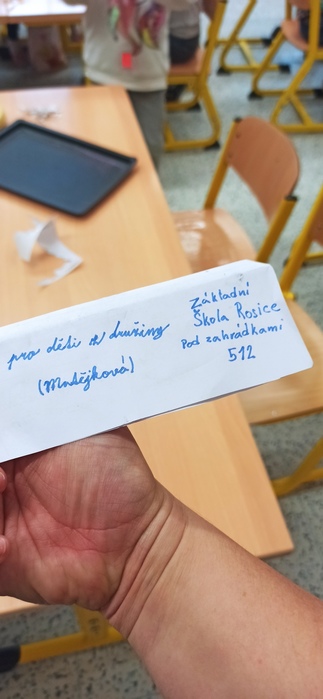 pro děti z družiny
(Matějková)
Základní
Škola Rosice
Pod zahrádkami
512